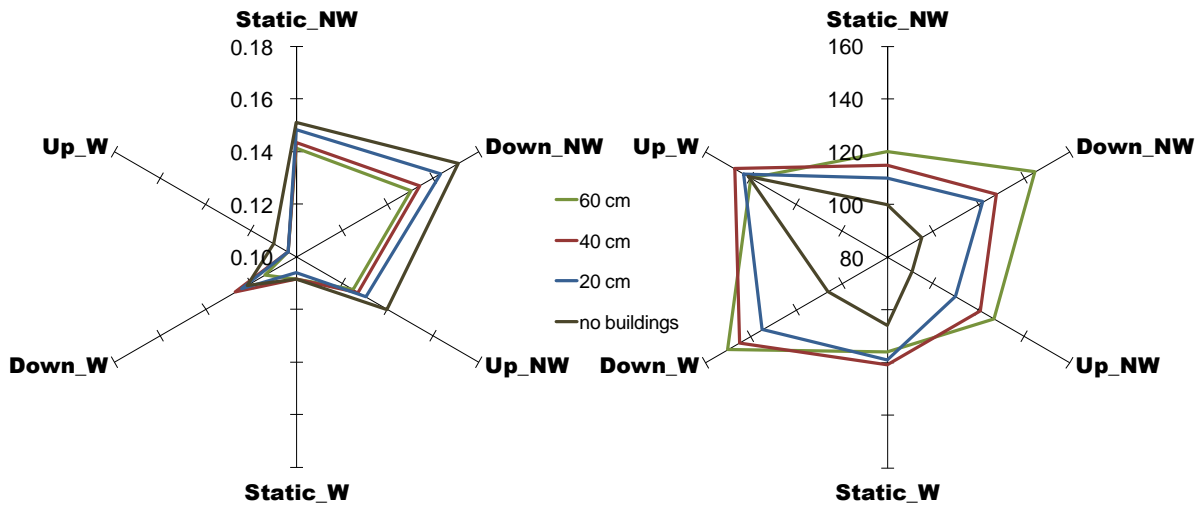 Static_NW
0.18
0.16
0.14
0.12
0.10
Down_NW
Up_NW
Static_W
Down_W
Up_W
60 cm
40 cm
20 cm
no buildings
Static_NW
160
140
120
100
80
Down_NW
Up_NW
Static_W
Down_W
Up_W